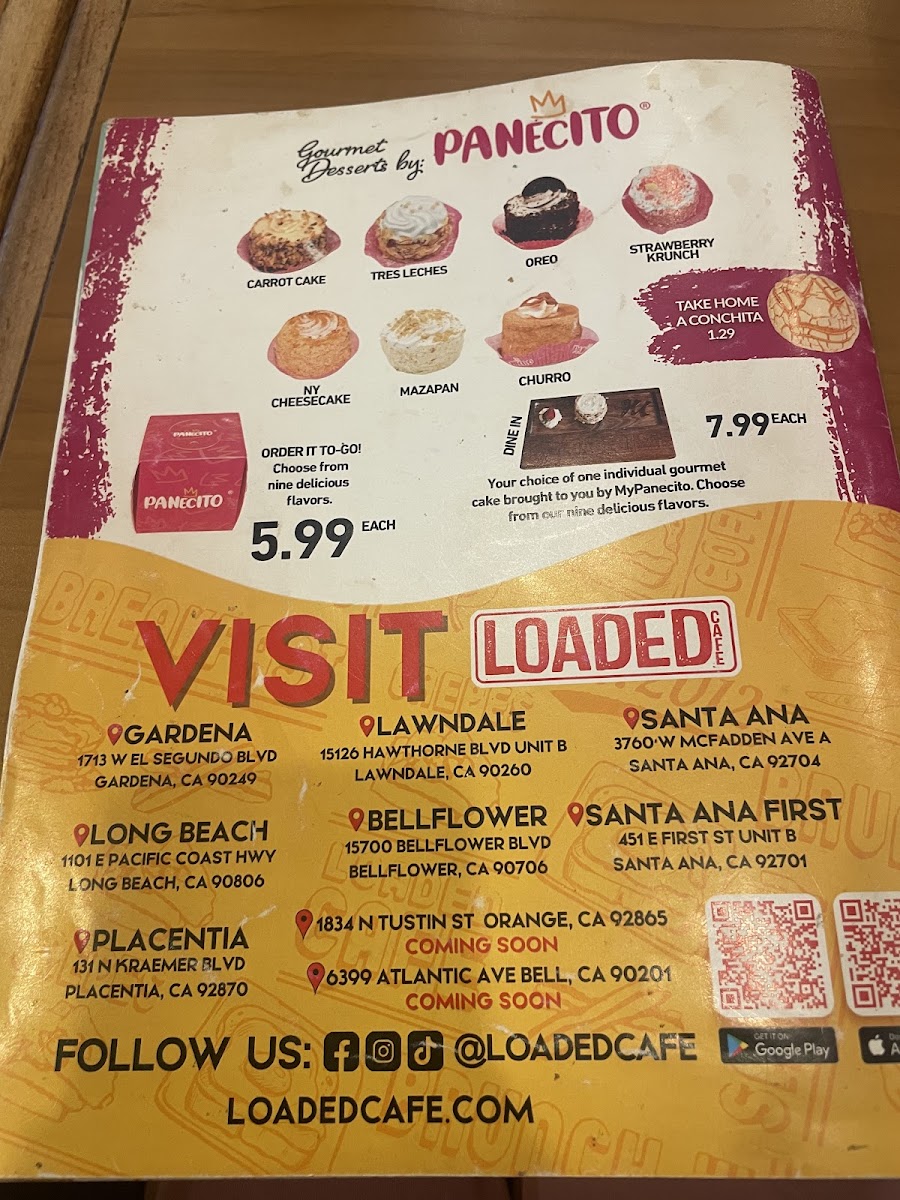 Gourmet
Desserts by:
PANECITO®
CARROT CAKE
TRES LECHES
OREO
STRAWBERRY
KRUNCH
TAKE HOME
A CONCHITA
1.29
NY
CHEESECAKE
MAZAPAN
CHURRO
PANECITO
PANECITO
ORDER IT TO-GO!
Choose from
nine delicious
flavors.
5.99 EACH
DINE IN
7.99 EACH
Your choice of one individual gourmet
cake brought to you by MyPanecito. Choose
from our nine delicious flavors.
VISIT LOADED CAFE
GARDENA
1713 W EL SEGUNDO BLVD
GARDENA, CA 90249
LAWNDALE
15126 HAWTHORNE BLVD UNIT B
LAWNDALE, CA 90260
SANTA ANA
3760 W MCFADDEN AVE A
SANTA ANA, CA 92704
LONG BEACH
1101 E PACIFIC COAST HWY
LONG BEACH, CA 90806
BELLFLOWER
15700 BELLFLOWER BLVD
BELLFLOWER, CA 90706
SANTA ANA FIRST
451 E FIRST ST UNIT B
SANTA ANA, CA 92701
PLACENTIA
131 N KRAEMER BLVD
PLACENTIA, CA 92870
1834 N TUSTIN ST ORANGE, CA 92865
COMING SOON
6399 ATLANTIC AVE BELL, CA 90201
COMING SOON
GET IT ON
Google Play
FOLLOW US: @LOADEDCAFE
LOADEDCAFE.COM
BRUNCH